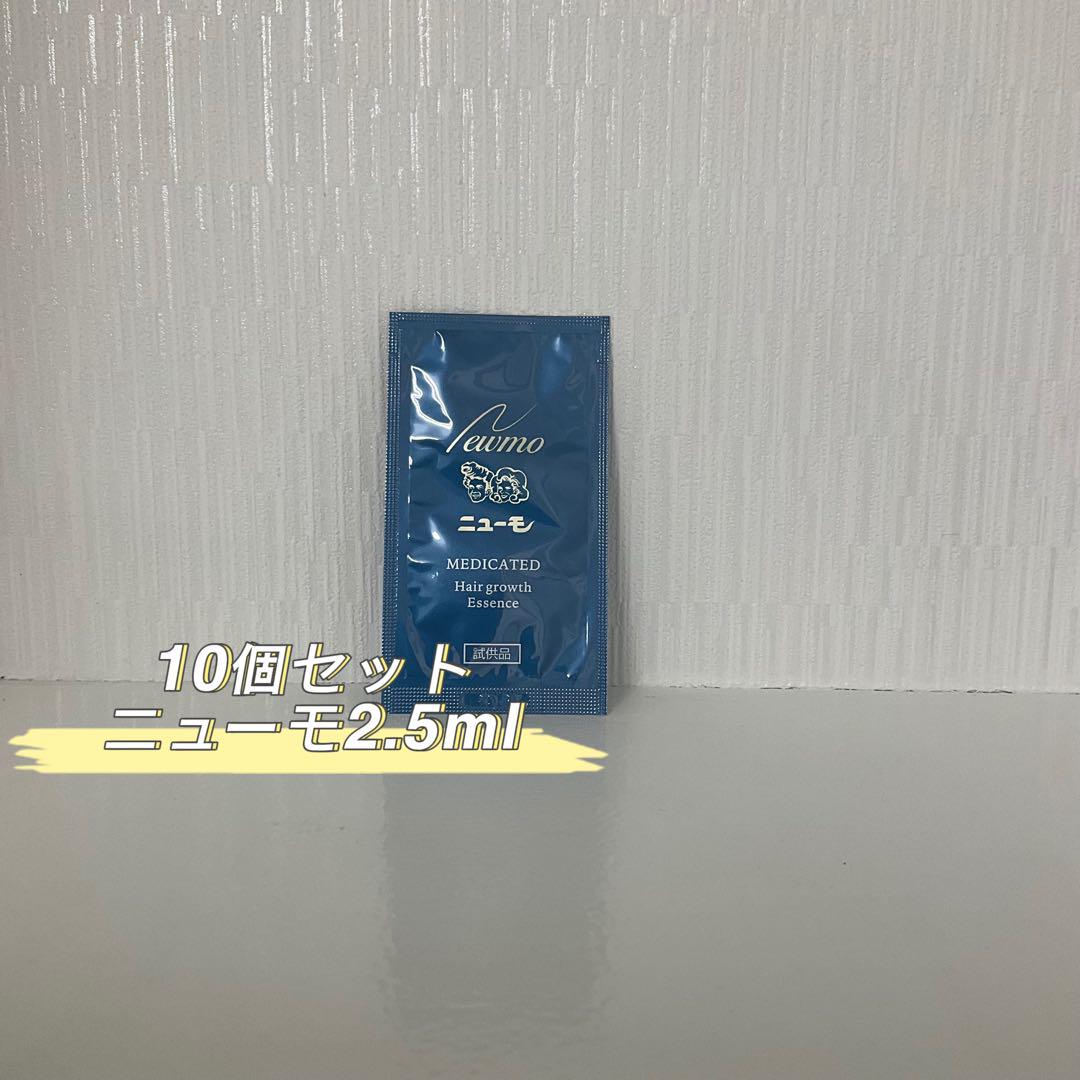 Newmo
ニューモ
MEDICATED
Hair growth
Essence
試供品
10個セット
ニューモ2.5ml